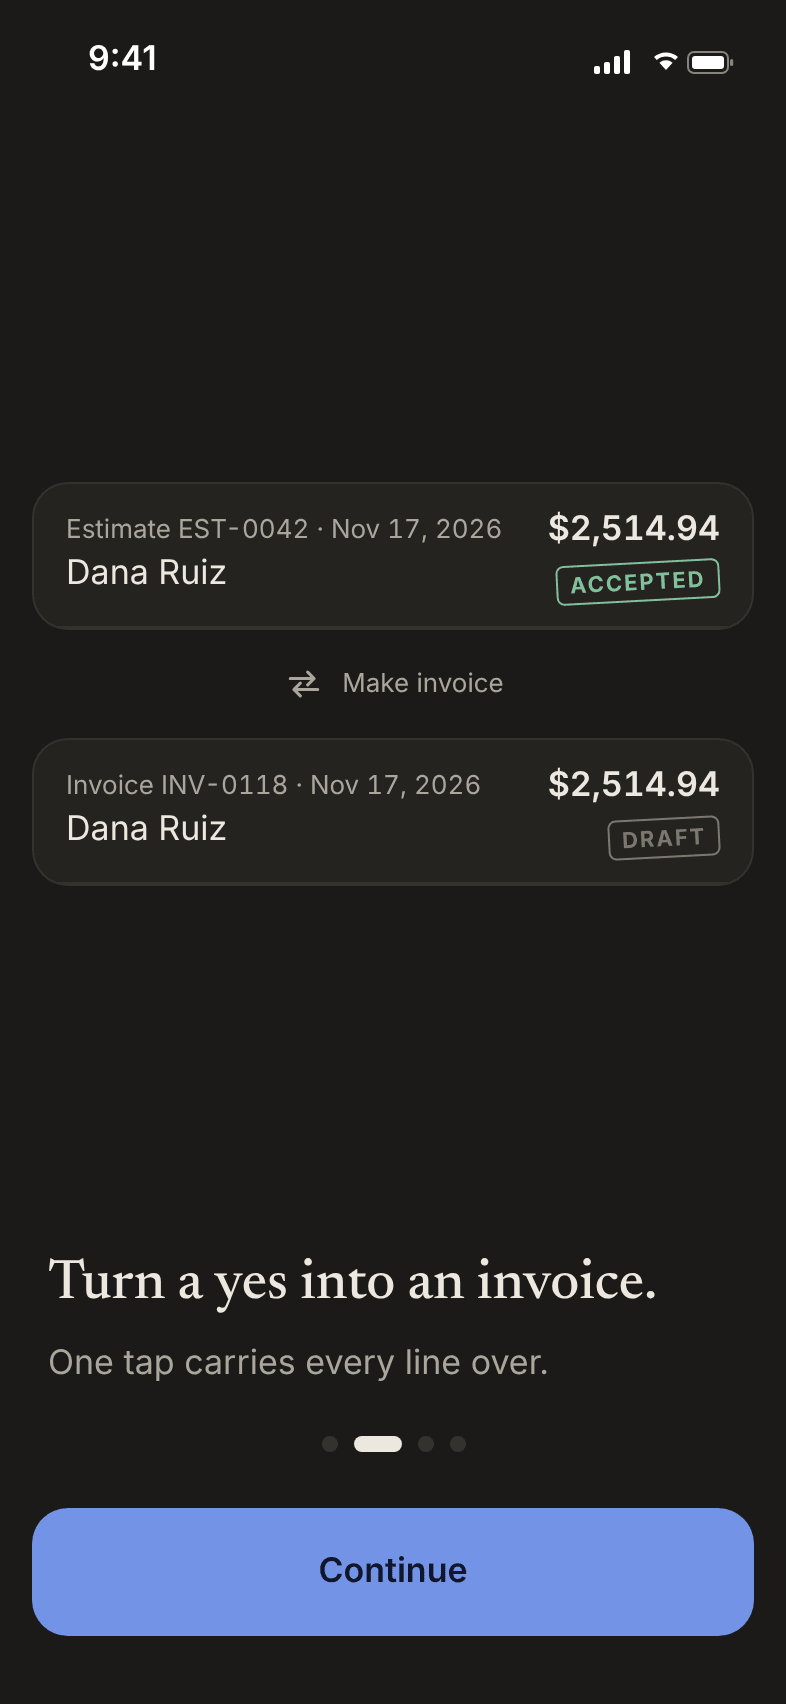 9:41
Estimate EST-0042 · Nov 17, 2026
$2,514.94
Dana Ruiz
ACCEPTED
Make invoice
Invoice INV-0118 · Nov 17, 2026
$2,514.94
Dana Ruiz
DRAFT
Turn a yes into an invoice.
One tap carries every line over.
Continue